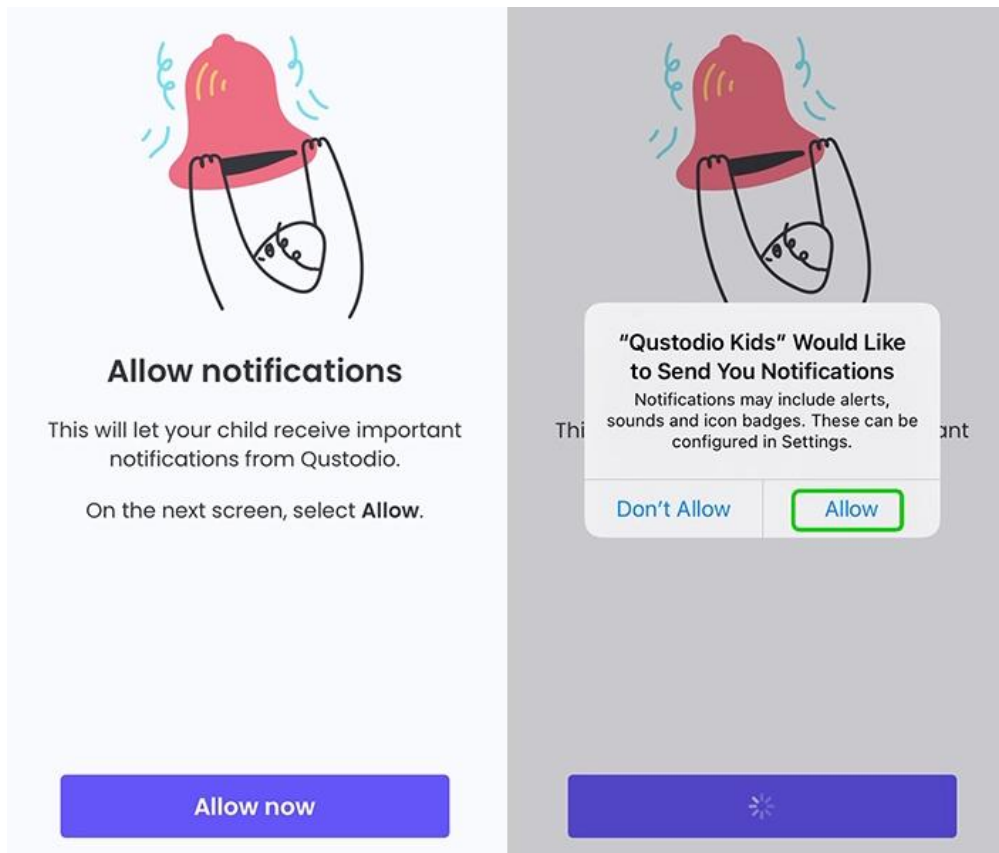 Allow notifications
This will let your child receive important
notifications from Qustodio.
On the next screen, select Allow.
Allow now
"Qustodio Kids" Would Like
to Send You Notifications
Notifications may include alerts,
sounds and icon badges. These can be
configured in Settings.
Thi
ant
Don't Allow
Allow